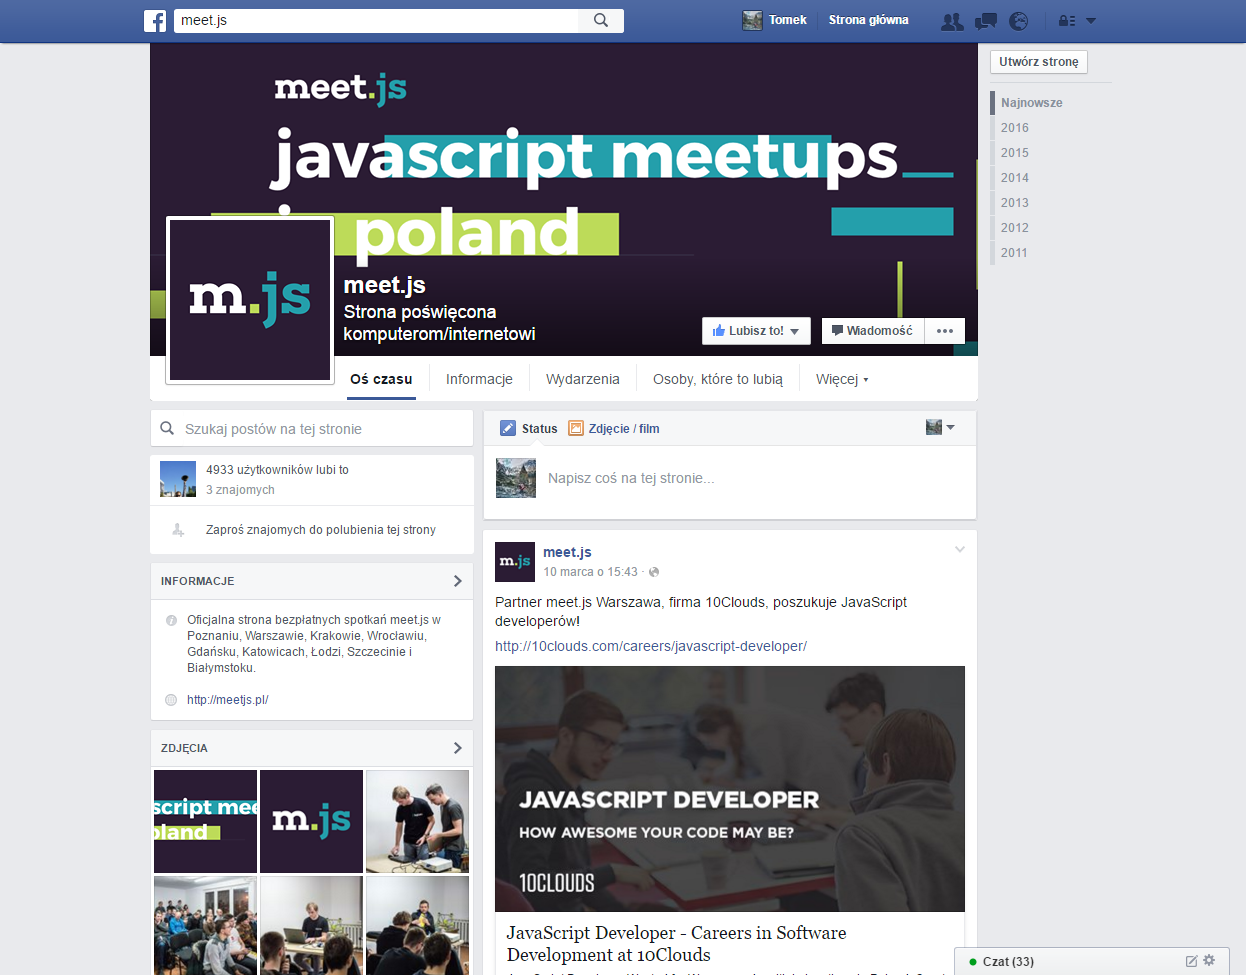 meet.js
Tomek
Strona główna
Utwórz stronę
Najnowsze
2016
2015
2014
2013
2012
2011
meet.js
javascript meetups_
poland
m.js
meet.js
Strona poświęcona
komputerom/internetowi
Lubisz to!
Wiadomość
Oś czasu
Informacje
Wydarzenia
Osoby, które to lubią
Więcej
Szukaj postów na tej stronie
4933 użytkowników lubi to
3 znajomych
Zaproś znajomych do polubienia tej strony
INFORMACJE
Oficjalna strona bezpłatnych spotkań meet.js w
Poznaniu, Warszawie, Krakowie, Wrocławiu,
Gdańsku, Katowicach, Łodzi, Szczecinie i
Białymstoku.
http://meetjs.pl/
ZDJĘCIA
script mee
oland
m.js
Status
Zdjęcie / film
Napisz coś na tej stronie...
m.js
meet.js
10 marca o 15:43 ·
Partner meet.js Warszawa, firma 10Clouds, poszukuje JavaScript
developerów!
http://10clouds.com/careers/javascript-developer/
JAVASCRIPT DEVELOPER
HOW AWESOME YOUR CODE MAY BE?
10CLOUDS
JavaScript Developer - Careers in Software
Development at 10Clouds
Czat (33)